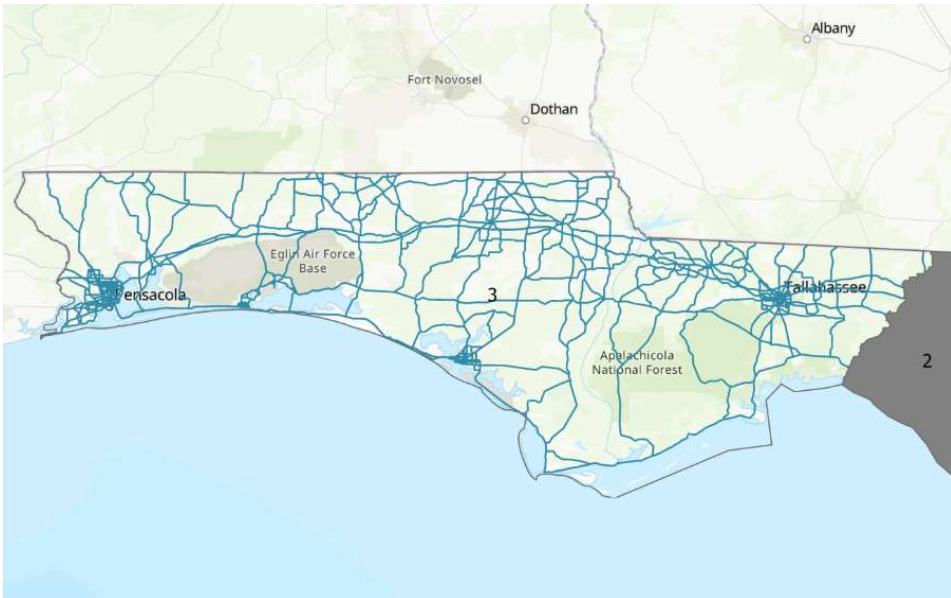 Albany
Fort Novosel
Dothan
Eglin Air Force
Base
Pensacola
3
Tallahassee
2
Apalachicola
National Forest